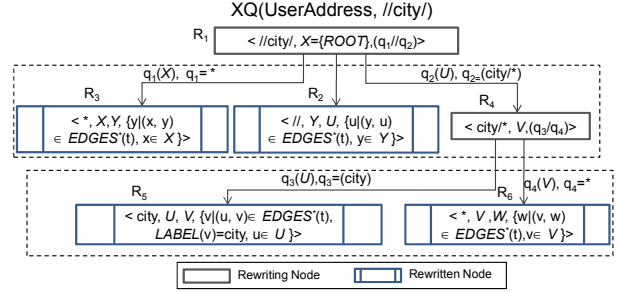 XQ(UserAddress, //city/)
R1
< //city/, X={ROOT},(q1//q2)>
q1(X), q1= *
q2(U), q2=(city/*)
R3
R2
R4
< *, X,Y, {y|(x, y)
∈ EDGES*(t), x∈ X }>
< //, Y, U, {u|(y, u)
∈ EDGES*(t), y∈ Y }>
< city/*, V,(q3/q4)>
q3(U),q3=(city)
q4(V), q4=*
R5
R6
< city, U, V, {v|(u, v)∈ EDGES*(t),
LABEL(v)=city, u∈ U }>
< *, V ,W, {w|(v, w)
∈ EDGES*(t),v∈ V }>
Rewriting Node
Rewritten Node